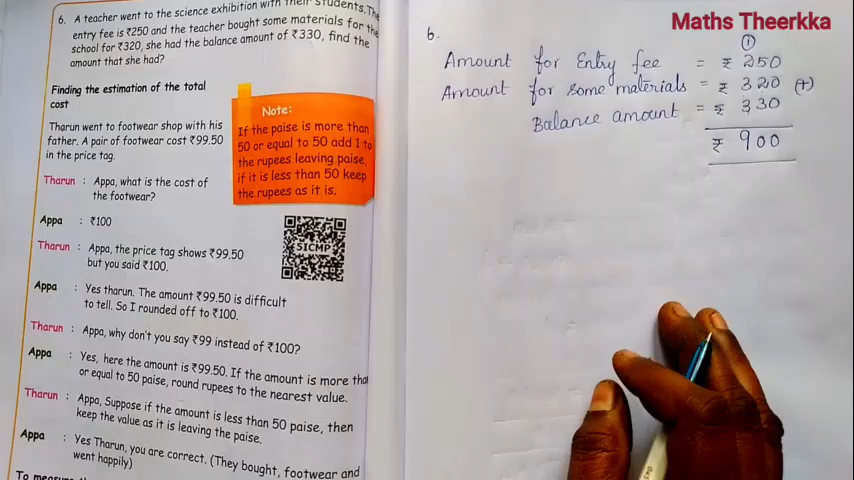 6. A teacher went to the science exhibition with their students. The
entry fee is ₹250 and the teacher bought some materials for the
school for ₹320, she had the balance amount of ₹330, find the
amount that she had?
Finding the estimation of the total
cost
Tharun went to footwear shop with his
father. A pair of footwear cost ₹99.50
in the price tag.
Note:
If the paise is more than
50 or equal to 50 add 1 to
the rupees leaving paise,
if it is less than 50 keep
the rupees as it is.
Tharun : Appa, what is the cost of
the footwear?
Appa : ₹100
Tharun : Appa, the price tag shows ₹99.50
but you said ₹100.
SICMP
Appa : Yes tharun. The amount ₹99.50 is difficult
to tell. So I rounded off to ₹100.
Tharun : Appa, why don't you say ₹99 instead of ₹100?
Appa : Yes, here the amount is ₹99.50. If the amount is more tha
or equal to 50 paise, round rupees to the nearest value.
Tharun : Appa, Suppose if the amount is less than 50 paise, then
keep the value as it is leaving the paise.
Appa : Yes Tharun, you are correct. (They bought, footwear and
went happily)
To measure
Maths Theerkka
6.
1
Amount for Entry fee = ₹ 250
Amount for some materials = ₹ 320 (+)
Balance amount = ₹ 330
₹ 900